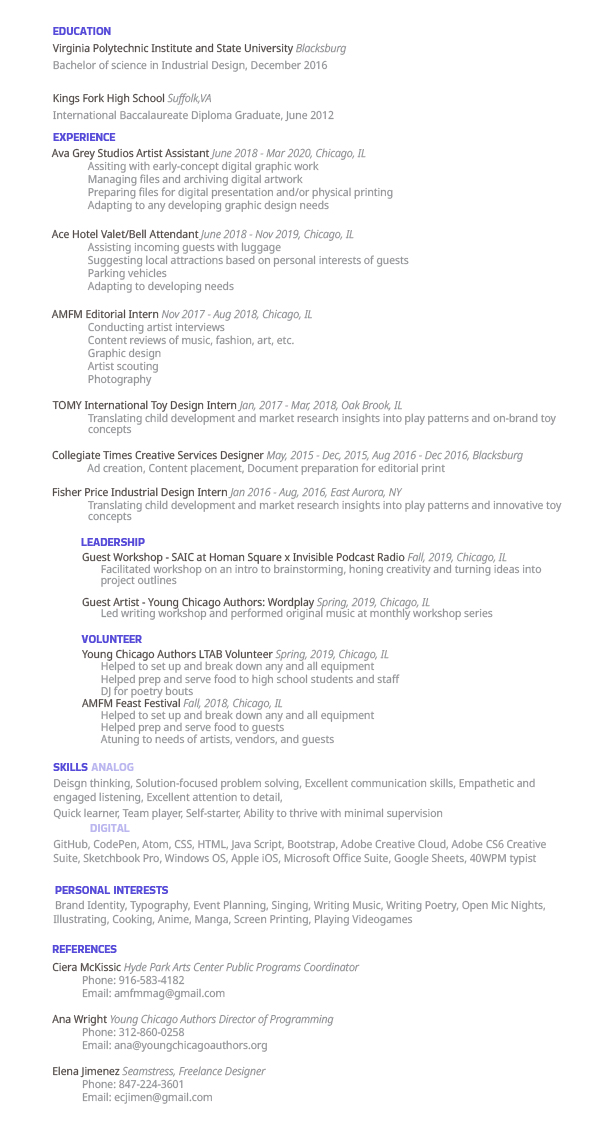 EDUCATION
Virginia Polytechnic Institute and State University Blacksburg
Bachelor of science in Industrial Design, December 2016
Kings Fork High School Suffolk,VA
International Baccalaureate Diploma Graduate, June 2012
EXPERIENCE
Ava Grey Studios Artist Assistant June 2018 - Mar 2020, Chicago, IL
Assiting with early-concept digital graphic work
Managing files and archiving digital artwork
Preparing files for digital presentation and/or physical printing
Adapting to any developing graphic design needs
Ace Hotel Valet/Bell Attendant June 2018 - Nov 2019, Chicago, IL
Assisting incoming guests with luggage
Suggesting local attractions based on personal interests of guests
Parking vehicles
Adapting to developing needs
AMFM Editorial Intern Nov 2017 - Aug 2018, Chicago, IL
Conducting artist interviews
Content reviews of music, fashion, art, etc.
Graphic design
Artist scouting
Photography
TOMY International Toy Design Intern Jan, 2017 - Mar, 2018, Oak Brook, IL
Translating child development and market research insights into play patterns and on-brand toy
concepts
Collegiate Times Creative Services Designer May, 2015 - Dec, 2015, Aug 2016 - Dec 2016, Blacksburg
Ad creation, Content placement, Document preparation for editorial print
Fisher Price Industrial Design Intern Jan 2016 - Aug, 2016, East Aurora, NY
Translating child development and market research insights into play patterns and innovative toy
concepts
LEADERSHIP
Guest Workshop - SAIC at Human Square x Invisible Podcast Radio Fall, 2019, Chicago, IL
Facilitated workshop on an intro to brainstorming, honing creativity and turning ideas into
project outlines
Guest Artist - Young Chicago Authors: Wordplay Spring, 2019, Chicago, IL
Led writing workshop and performed original music at monthly workshop series
VOLUNTEER
Young Chicago Authors LTAB Volunteer Spring, 2019, Chicago, IL
Helped to set up and break down any and all equipment
Helped prep and serve food to high school students and staff
DJ for poetry bouts
AMFM Feast Festival Fall, 2018, Chicago, IL
Helped to set up and break down any and all equipment
Helped prep and serve food to guests
Atuning to needs of artists, vendors, and guests
SKILLS ANALOG
Deisgn thinking, Solution-focused problem solving, Excellent communication skills, Empathetic and
engaged listening, Excellent attention to detail,
Quick learner, Team player, Self-starter, Ability to thrive with minimal supervision
DIGITAL
GitHub, CodePen, Atom, CSS, HTML, Java Script, Bootstrap, Adobe Creative Cloud, Adobe CS6 Creative
Suite, Sketchbook Pro, Windows OS, Apple iOS, Microsoft Office Suite, Google Sheets, 40WPM typist
PERSONAL INTERESTS
Brand Identity, Typography, Event Planning, Singing, Writing Music, Writing Poetry, Open Mic Nights,
Illustrating, Cooking, Anime, Manga, Screen Printing, Playing Videogames
REFERENCES
Ciera McKissic Hyde Park Arts Center Public Programs Coordinator
Phone: 916-583-4182
Email: amfmmag@gmail.com
Ana Wright Young Chicago Authors Director of Programming
Phone: 312-860-0258
Email: ana@youngchicagoauthors.org
Elena Jimenez Seamstress, Freelance Designer
Phone: 847-224-3601
Email: ecjimen@gmail.com